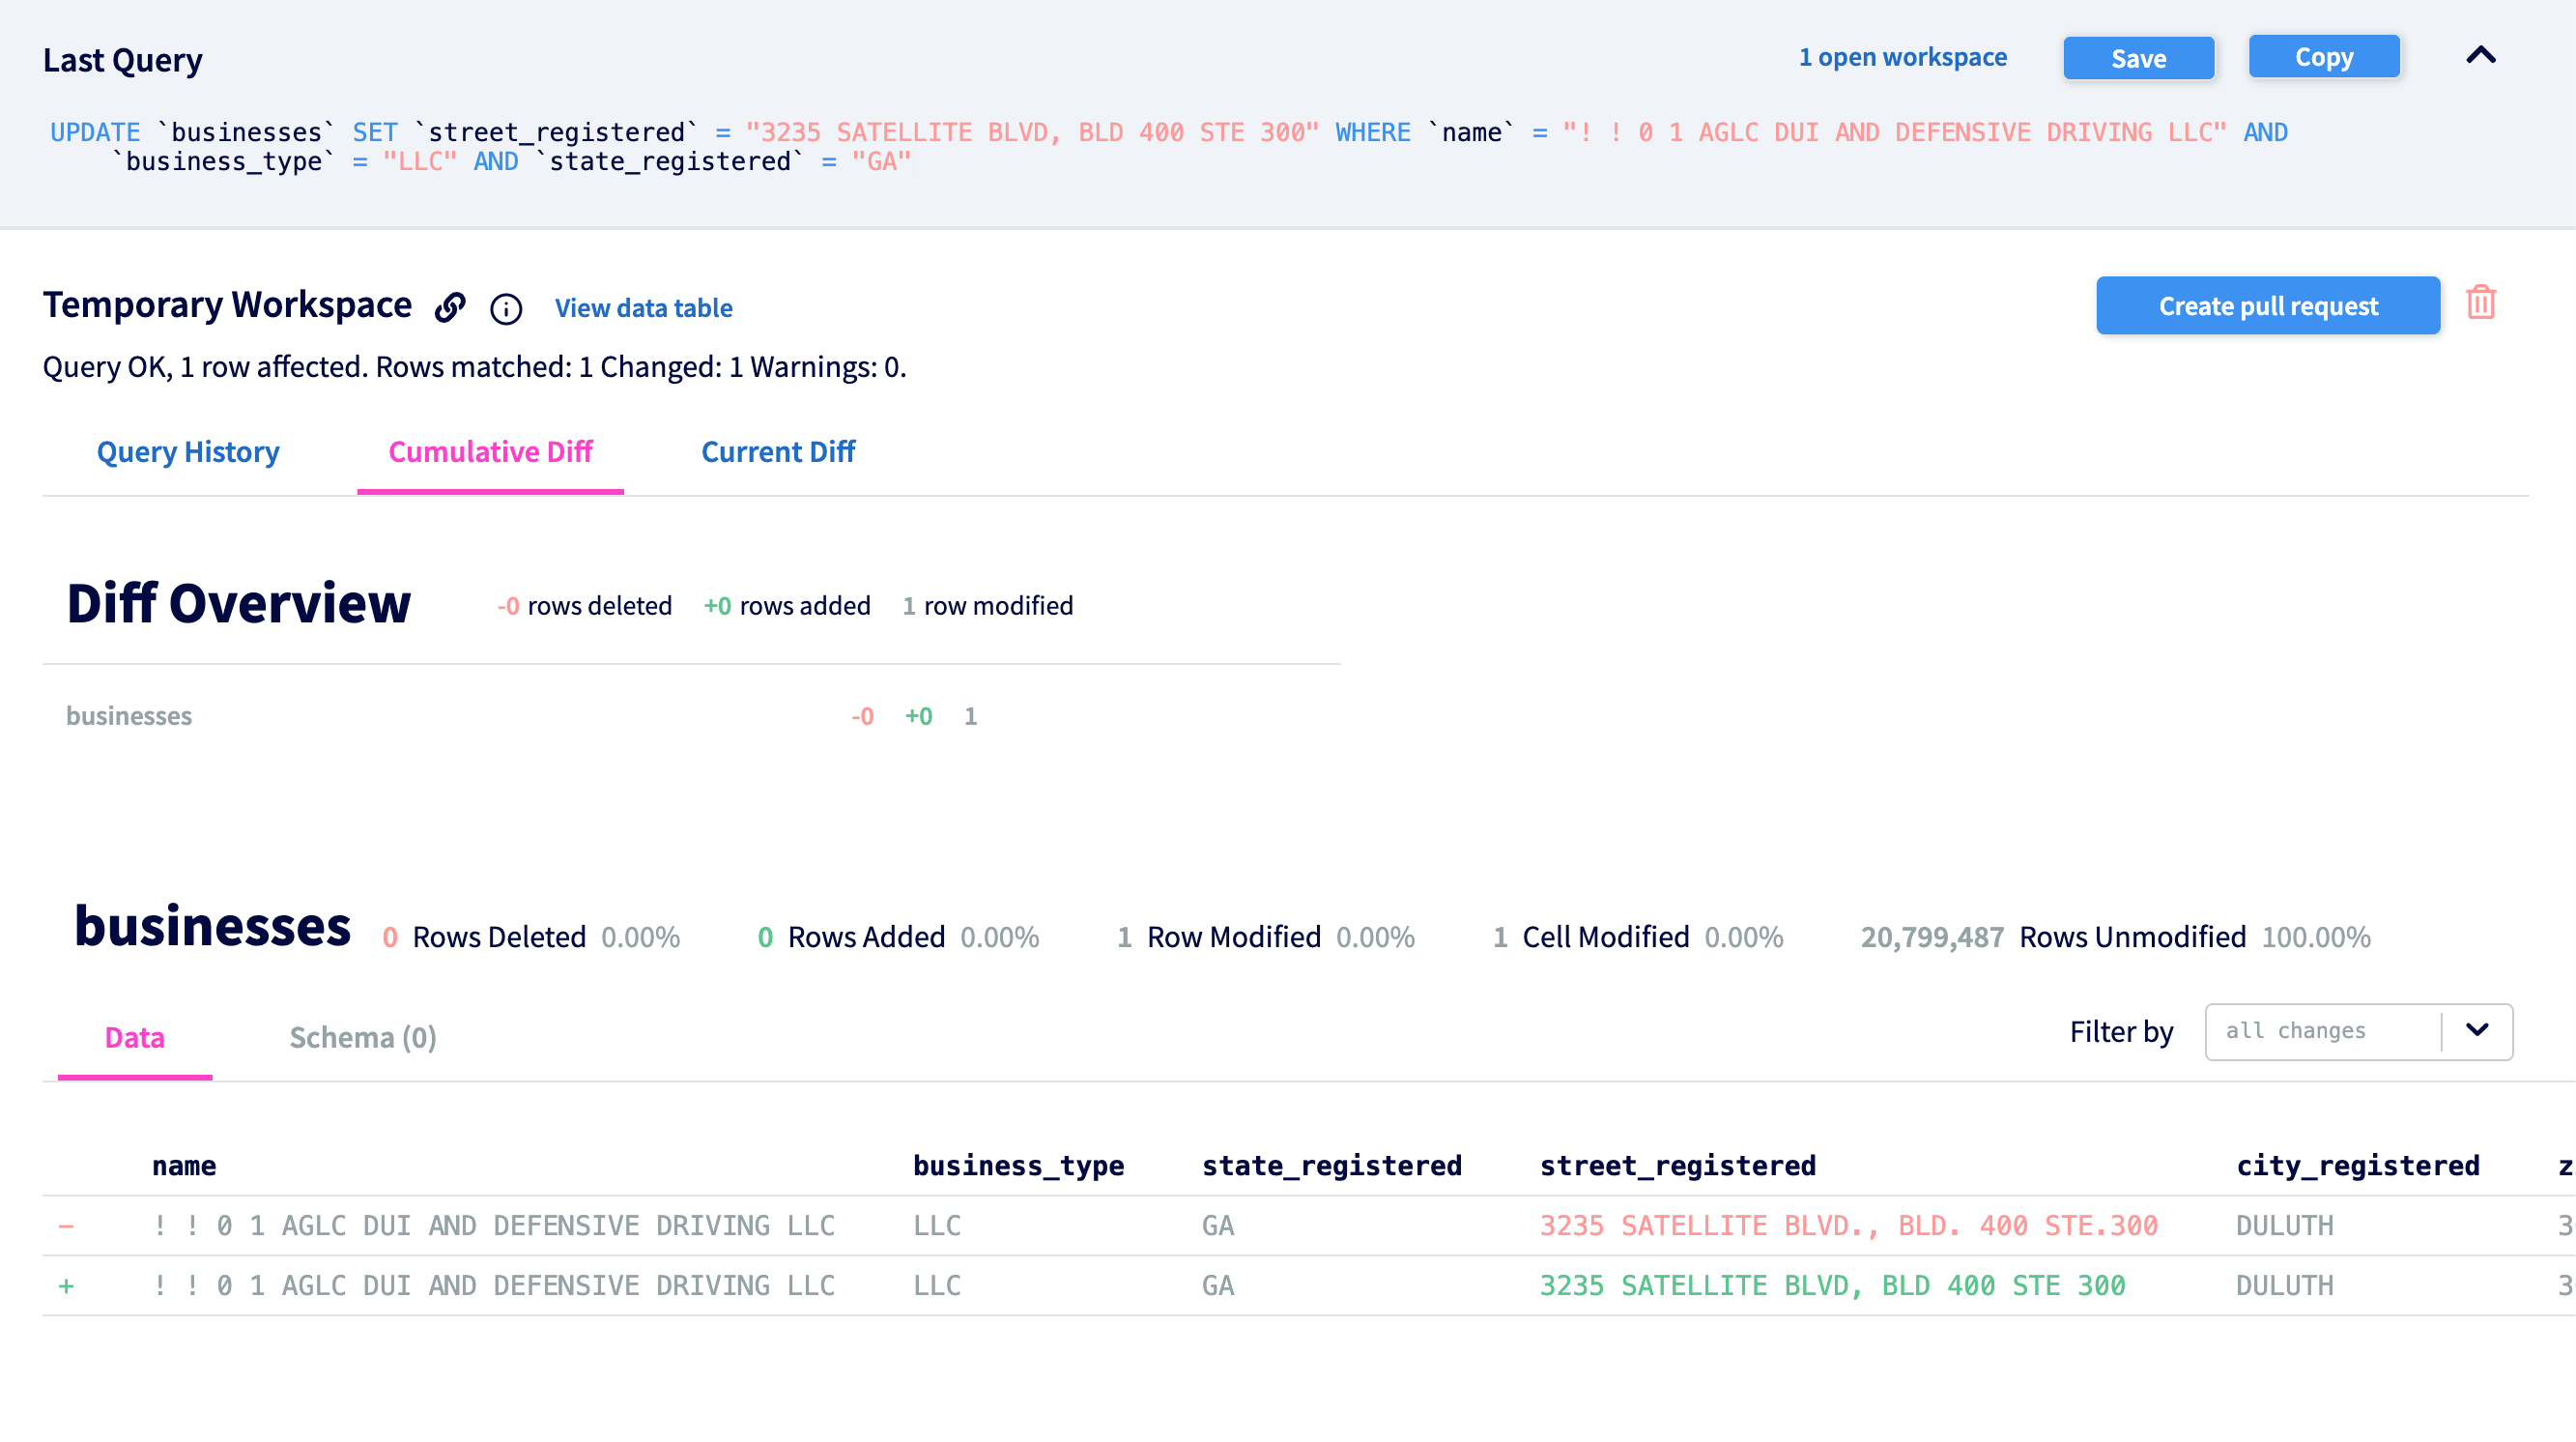 Last Query
1 open workspace
Save
Copy
UPDATE `businesses` SET `street_registered` = "3235 SATELLITE BLVD, BLD 400 STE 300" WHERE `name` = "! ! 0 1 AGLC DUI AND DEFENSIVE DRIVING LLC" AND
`business_type` = "LLC" AND `state_registered` = "GA"
Temporary Workspace
View data table
Create pull request
Query OK, 1 row affected. Rows matched: 1 Changed: 1 Warnings: 0.
Query History
Cumulative Diff
Current Diff
Diff Overview
-0 rows deleted +0 rows added 1 row modified
businesses -0 +0 1
businesses
0 Rows Deleted 0.00% 0 Rows Added 0.00% 1 Row Modified 0.00% 1 Cell Modified 0.00% 20,799,487 Rows Unmodified 100.00%
Data
Schema (0)
Filter by
all changes
name business_type state_registered street_registered city_registered z
− ! ! 0 1 AGLC DUI AND DEFENSIVE DRIVING LLC LLC GA 3235 SATELLITE BLVD., BLD. 400 STE.300 DULUTH 3
+ ! ! 0 1 AGLC DUI AND DEFENSIVE DRIVING LLC LLC GA 3235 SATELLITE BLVD, BLD 400 STE 300 DULUTH 3